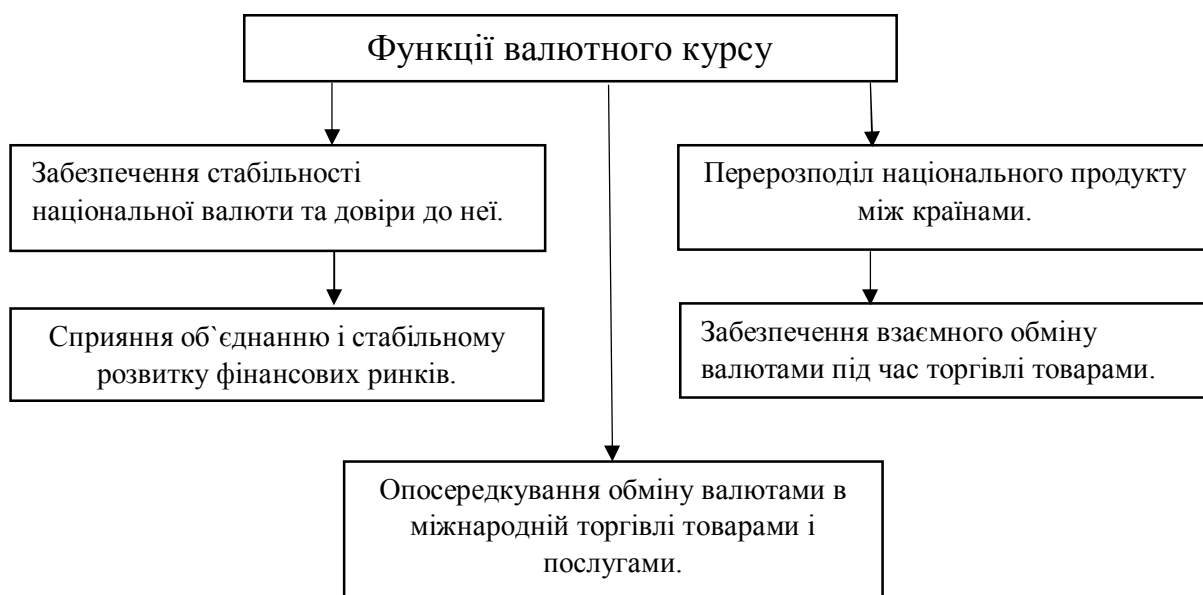 Функції валютного курсу
Забезпечення стабільності
національної валюти та довіри до неї.
Перерозподіл національного продукту
між країнами.
Сприяння об`єднанню і стабільному
розвитку фінансових ринків.
Забезпечення взаємного обміну
валютами під час торгівлі товарами.
Опосередкування обміну валютами в
міжнародній торгівлі товарами і
послугами.